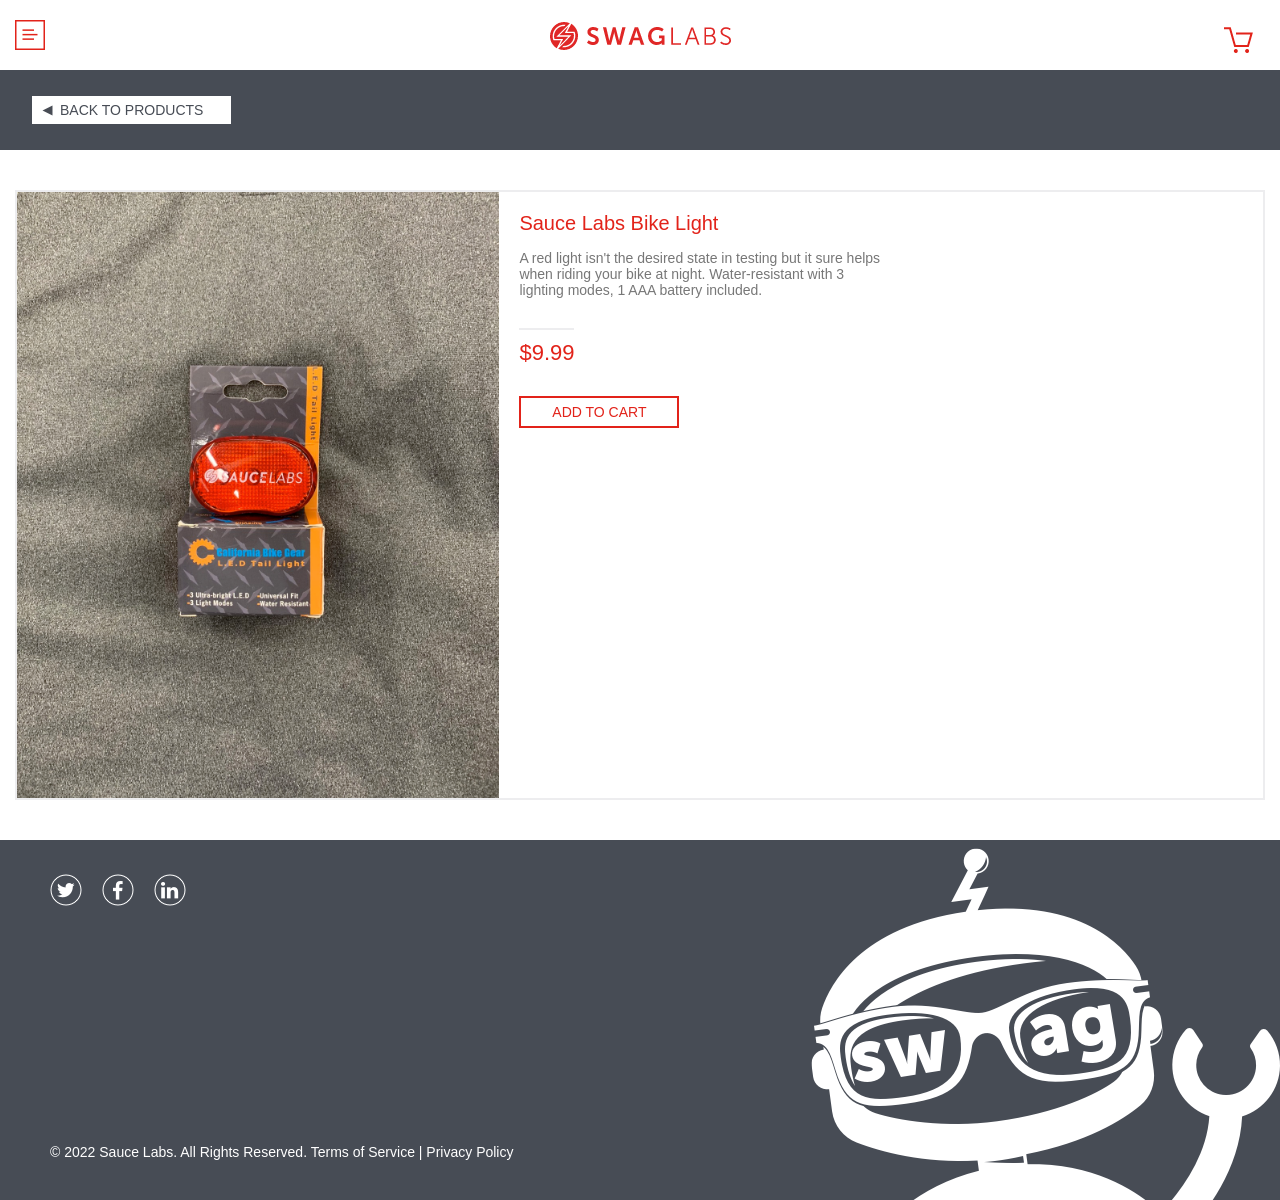 SWAGLABS
BACK TO PRODUCTS
Sauce Labs Bike Light
A red light isn't the desired state in testing but it sure helps
when riding your bike at night. Water-resistant with 3
lighting modes, 1 AAA battery included.
$9.99
ADD TO CART
L.E.D Tail Light
SAUCELABS
California Bike Gear
L.E.D Tail Light
-3 Ultra-bright L.E.D -Universal Fit
-3 Light Modes -Water Resistant
sw ag
© 2022 Sauce Labs. All Rights Reserved. Terms of Service | Privacy Policy